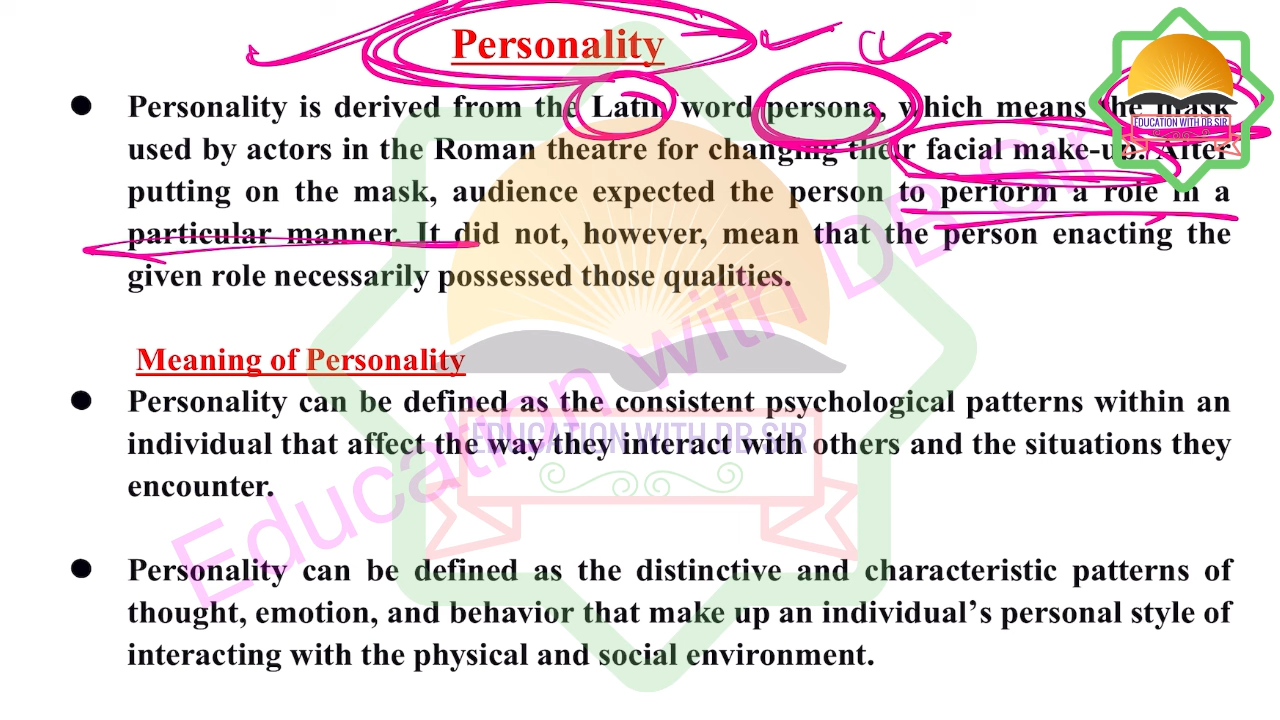 Personality
● Personality is derived from the Latin word persona, which means the mask
used by actors in the Roman theatre for changing their facial make-up. After
putting on the mask, audience expected the person to perform a role in a
particular manner. It did not, however, mean that the person enacting the
given role necessarily possessed those qualities.
Meaning of Personality
● Personality can be defined as the consistent psychological patterns within an
individual that affect the way they interact with others and the situations they
encounter.
● Personality can be defined as the distinctive and characteristic patterns of
thought, emotion, and behavior that make up an individual’s personal style of
interacting with the physical and social environment.
EDUCATION WITH DB SIR
EDUCATION WITH DB SIR
Education with DB Sir